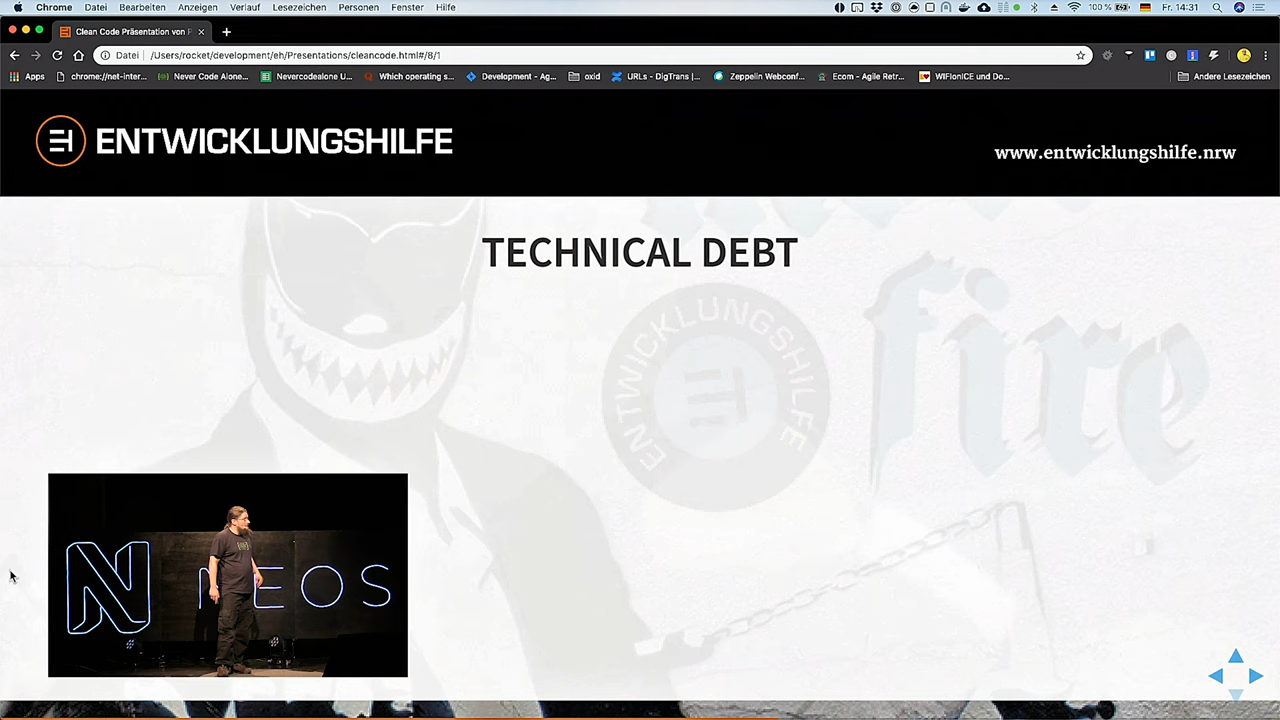 Chrome Datei Bearbeiten Anzeigen Verlauf Lesezeichen Personen Fenster Hilfe 100 % Fr. 14:31
Clean Code Präsentation von P
Datei /Users/rocket/development/eh/Presentations/cleancode.html#/8/1
Apps chrome://net-inter... Never Code Alone... Nevercodealone U... Which operating s... Development - Ag... oxid URLs - DigTrans |... Zeppelin Webconf... Ecom - Agile Retr... WIFIonICE und Do... Andere Lesezeichen
EH ENTWICKLUNGSHILFE
www.entwicklungshilfe.nrw
TECHNICAL DEBT
fire
ENTWICKLUNGSHILFE
EH
N NEOS